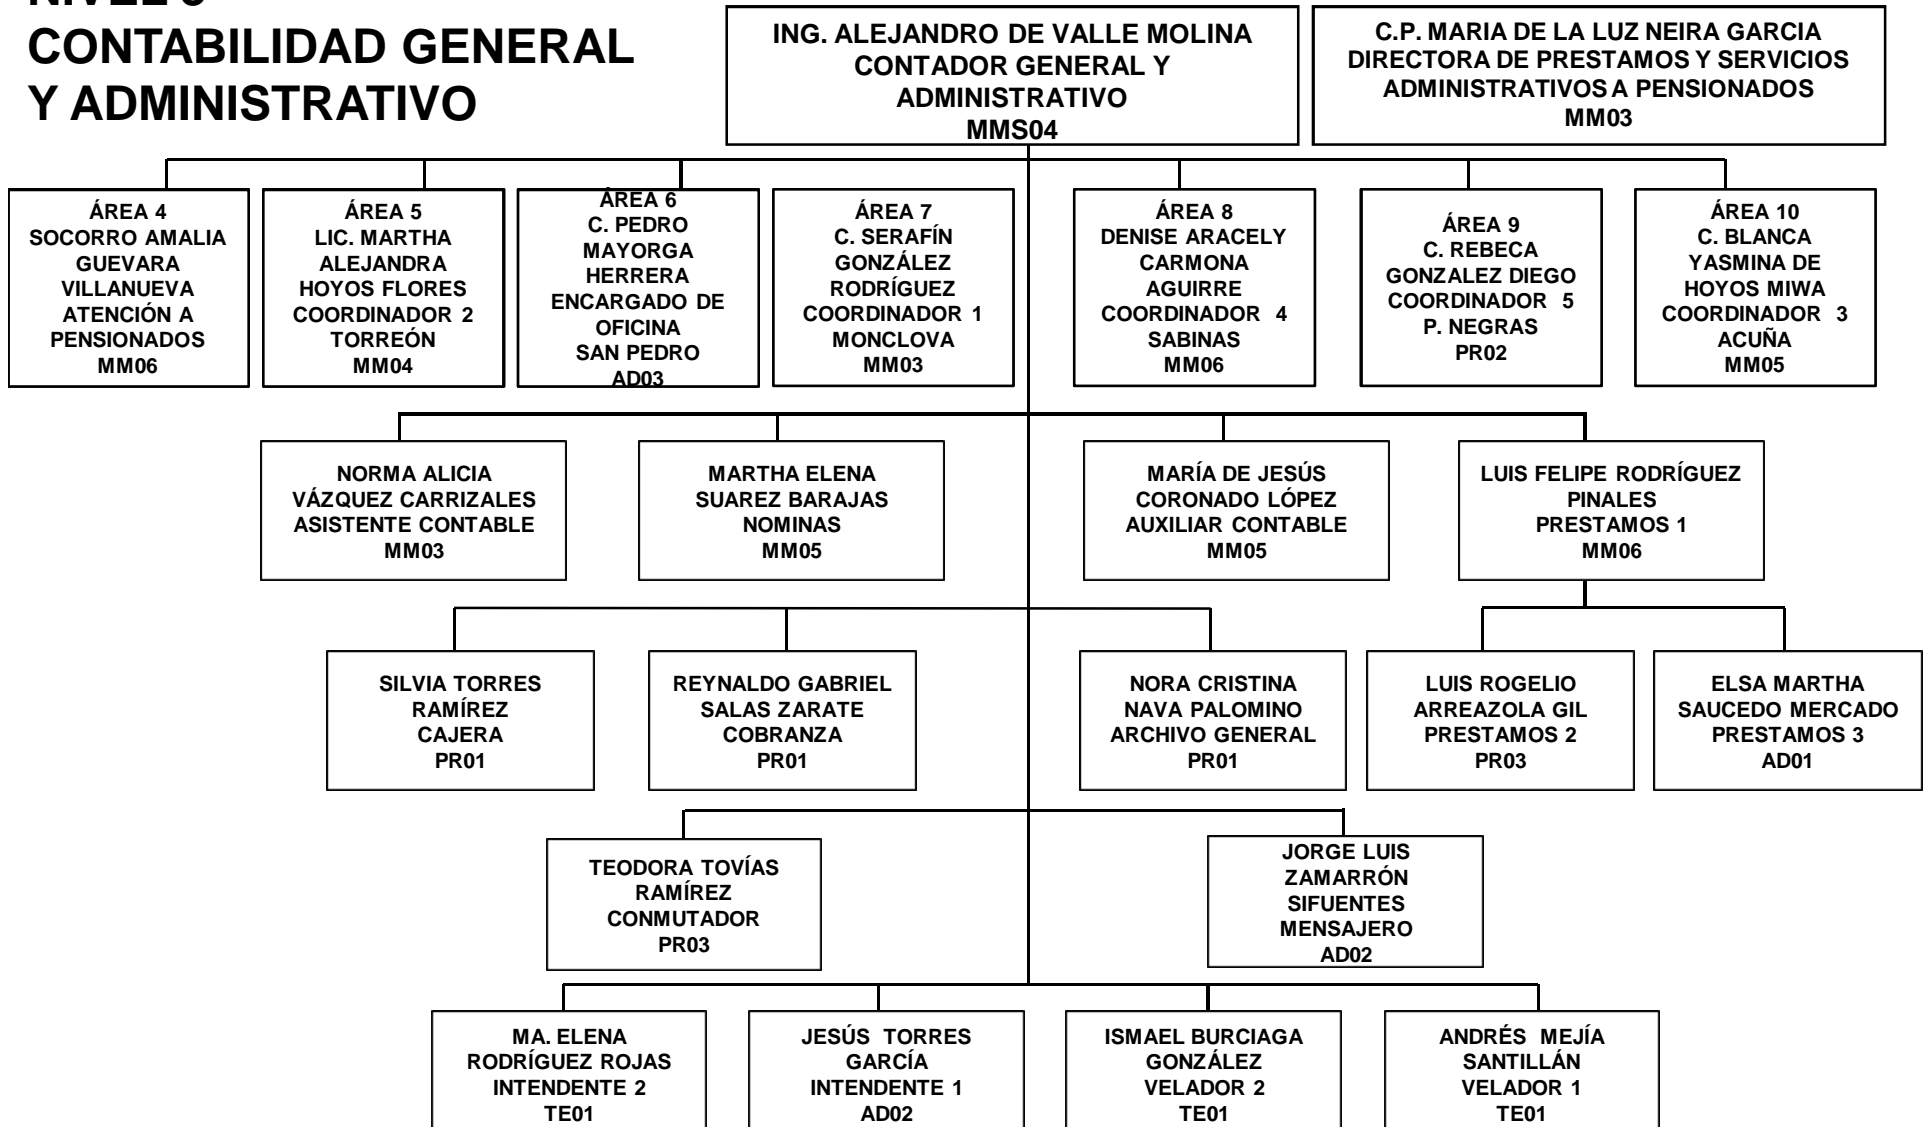 CONTABILIDAD GENERAL
Y ADMINISTRATIVO
ING. ALEJANDRO DE VALLE MOLINA
CONTADOR GENERAL Y
ADMINISTRATIVO
MMS04
C.P. MARIA DE LA LUZ NEIRA GARCIA
DIRECTORA DE PRESTAMOS Y SERVICIOS
ADMINISTRATIVOS A PENSIONADOS
MM03
ÁREA 4
SOCORRO AMALIA
GUEVARA
VILLANUEVA
ATENCIÓN A
PENSIONADOS
MM06
ÁREA 5
LIC. MARTHA
ALEJANDRA
HOYOS FLORES
COORDINADOR 2
TORREÓN
MM04
ÁREA 6
C. PEDRO
MAYORGA
HERRERA
ENCARGADO DE
OFICINA
SAN PEDRO
AD03
ÁREA 7
C. SERAFÍN
GONZÁLEZ
RODRÍGUEZ
COORDINADOR 1
MONCLOVA
MM03
ÁREA 8
DENISE ARACELY
CARMONA
AGUIRRE
COORDINADOR 4
SABINAS
MM06
ÁREA 9
C. REBECA
GONZALEZ DIEGO
COORDINADOR 5
P. NEGRAS
PR02
ÁREA 10
C. BLANCA
YASMINA DE
HOYOS MIWA
COORDINADOR 3
ACUÑA
MM05
NORMA ALICIA
VÁZQUEZ CARRIZALES
ASISTENTE CONTABLE
MM03
MARTHA ELENA
SUAREZ BARAJAS
NOMINAS
MM05
MARÍA DE JESÚS
CORONADO LÓPEZ
AUXILIAR CONTABLE
MM05
LUIS FELIPE RODRÍGUEZ
PINALES
PRESTAMOS 1
MM06
SILVIA TORRES
RAMÍREZ
CAJERA
PR01
REYNALDO GABRIEL
SALAS ZARATE
COBRANZA
PR01
NORA CRISTINA
NAVA PALOMINO
ARCHIVO GENERAL
PR01
LUIS ROGELIO
ARREAZOLA GIL
PRESTAMOS 2
PR03
ELSA MARTHA
SAUCEDO MERCADO
PRESTAMOS 3
AD01
TEODORA TOVÍAS
RAMÍREZ
CONMUTADOR
PR03
JORGE LUIS
ZAMARRÓN
SIFUENTES
MENSAJERO
AD02
MA. ELENA
RODRÍGUEZ ROJAS
INTENDENTE 2
TE01
JESÚS TORRES
GARCÍA
INTENDENTE 1
AD02
ISMAEL BURCIAGA
GONZÁLEZ
VELADOR 2
TE01
ANDRÉS MEJÍA
SANTILLÁN
VELADOR 1
TE01